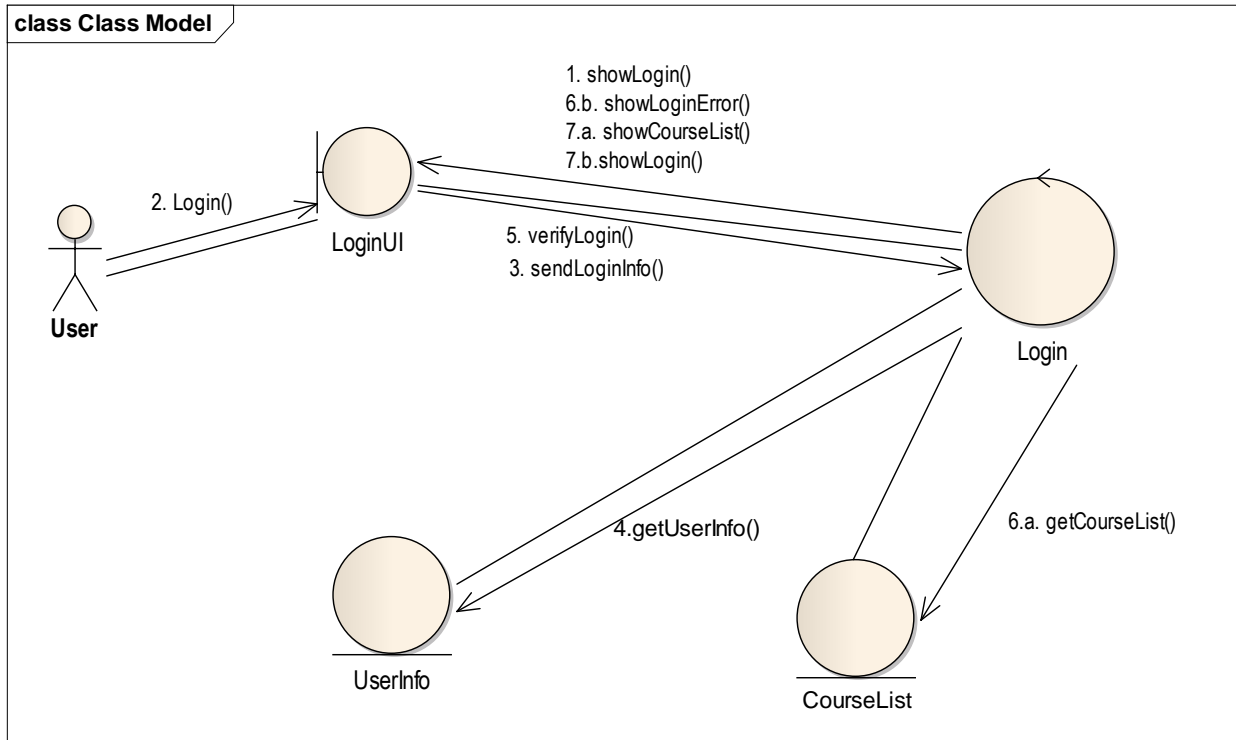 class Class Model
1. showLogin()
6.b. showLoginError()
7.a. showCourseList()
7.b.showLogin()
2. Login()
LoginUI
5. verifyLogin()
3. sendLoginInfo()
User
Login
4.getUserInfo()
6.a. getCourseList()
UserInfo
CourseList